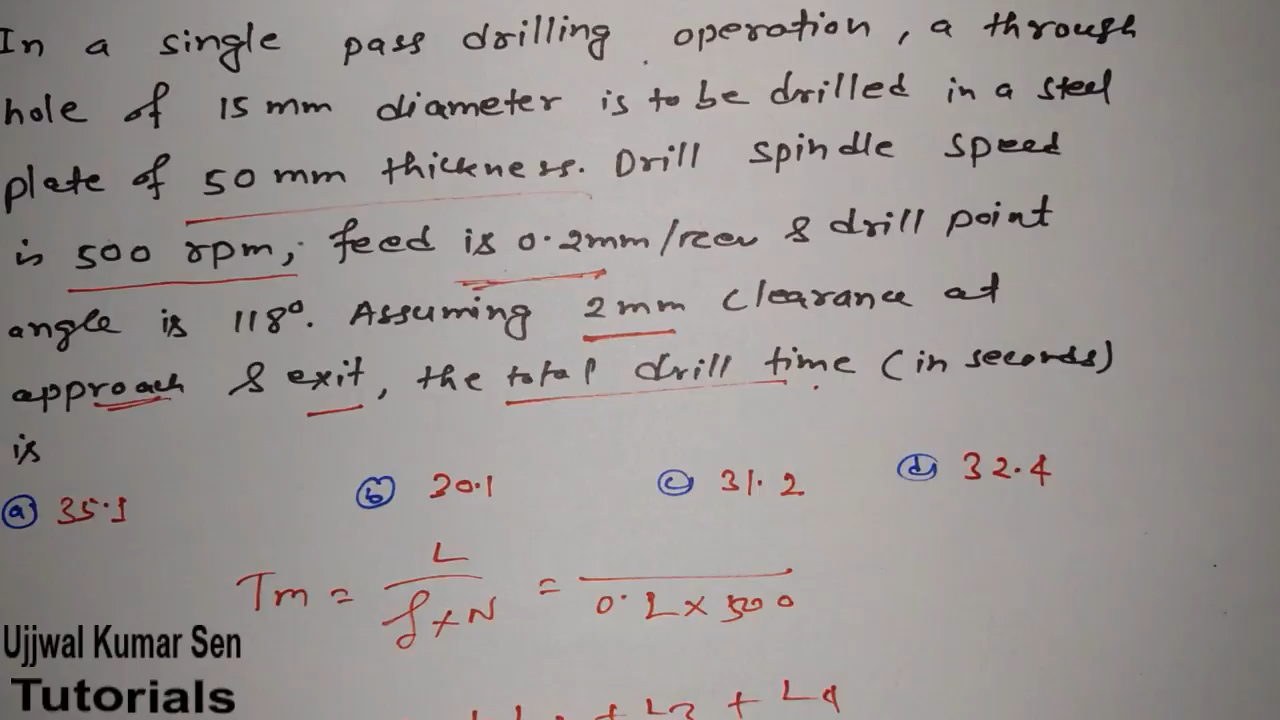 In a single pass drilling operation, a through
hole of 15 mm diameter is to be drilled in a steel
plate of 50 mm thickness. Drill spindle speed
is 500 rpm, feed is 0.2mm/rev & drill point
angle is 118°. Assuming 2mm clearance at
approach & exit, the total drill time (in seconds)
is
(a) 35.1 (b) 30.1 (c) 31.2 (d) 32.4
Tm = L / f×N = / 0.2×500
+ L3 + L4
Ujjwal Kumar Sen
Tutorials